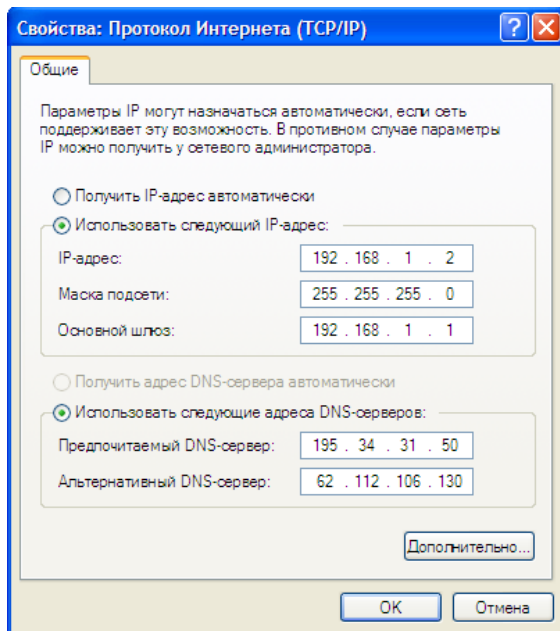 Свойства: Протокол Интернета (TCP/IP)
Общие
Параметры IP могут назначаться автоматически, если сеть
поддерживает эту возможность. В противном случае параметры
IP можно получить у сетевого администратора.
Получить IP-адрес автоматически
Использовать следующий IP-адрес:
IP-адрес: 192 . 168 . 1 . 2
Маска подсети: 255 . 255 . 255 . 0
Основной шлюз: 192 . 168 . 1 . 1
Получить адрес DNS-сервера автоматически
Использовать следующие адреса DNS-серверов:
Предпочитаемый DNS-сервер: 195 . 34 . 31 . 50
Альтернативный DNS-сервер: 62 . 112 . 106 . 130
Дополнительно...
OK Отмена